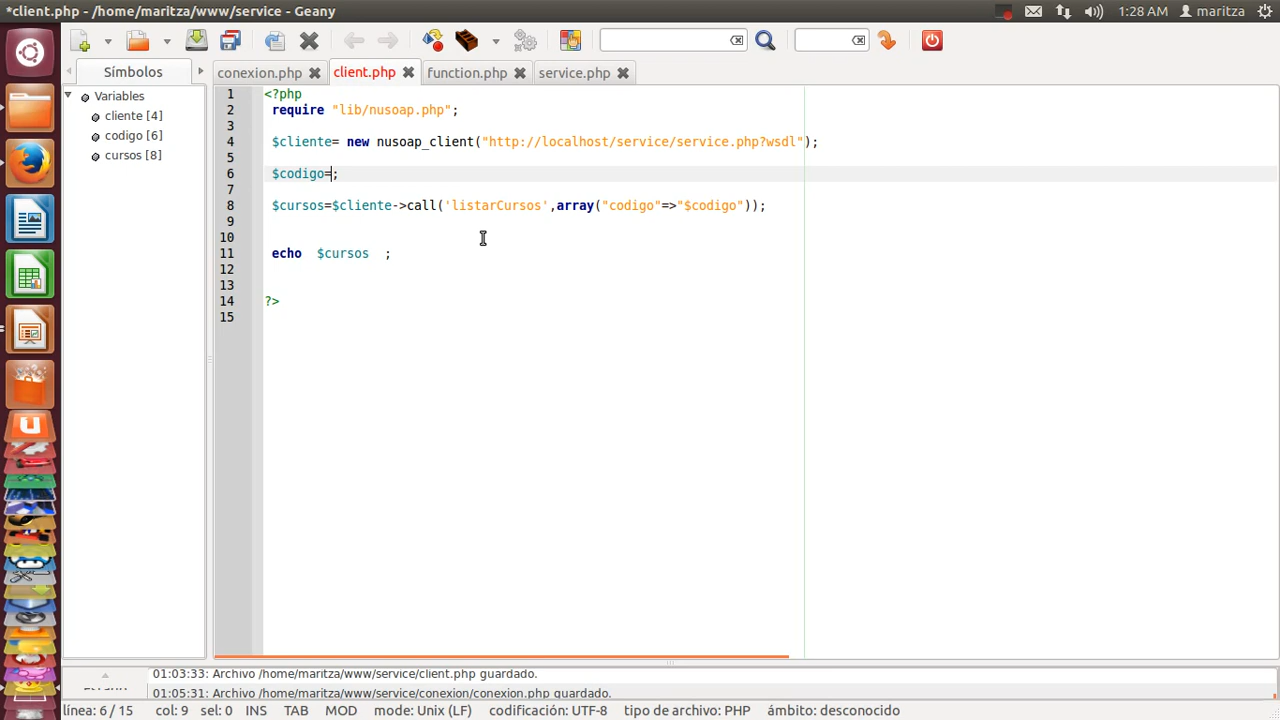 *client.php - /home/maritza/www/service - Geany
1:28 AM
maritza
Símbolos
conexion.php
client.php
function.php
service.php
Variables
cliente [4]
codigo [6]
cursos [8]
1 <?php
2 require "lib/nusoap.php";
3
4 $cliente= new nusoap_client("http://localhost/service/service.php?wsdl");
5
6 $codigo=;
7
8 $cursos=$cliente->call('listarCursos',array("codigo"=>"$codigo"));
9
10
11 echo $cursos ;
12
13
14 ?>
15
01:03:33: Archivo /home/maritza/www/service/client.php guardado.
01:05:31: Archivo /home/maritza/www/service/conexion/conexion.php guardado.
línea: 6 / 15 col: 9 sel: 0 INS TAB MOD modo: Unix (LF) codificación: UTF-8 tipo de archivo: PHP ámbito: desconocido